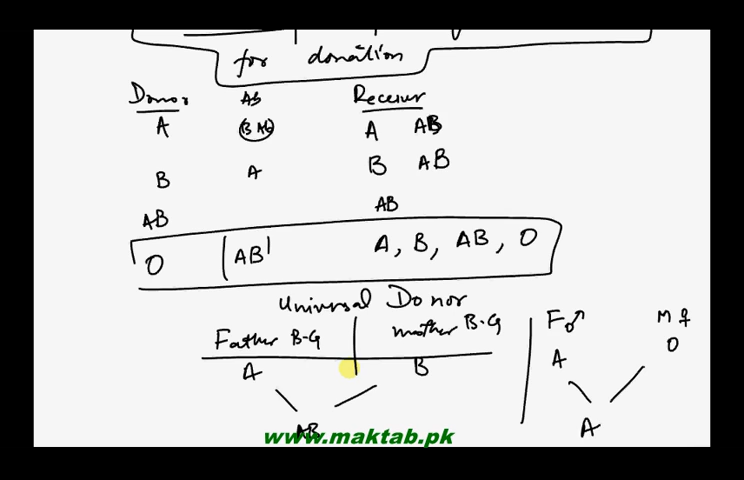 for donation
Donor Ab Receiver
A B Ab A AB
B A B AB
AB AB
O AB A, B, AB, O
Universal Donor
Father B-G mother B-G F♂ M♀
A B A O
AB A
www.maktab.pk